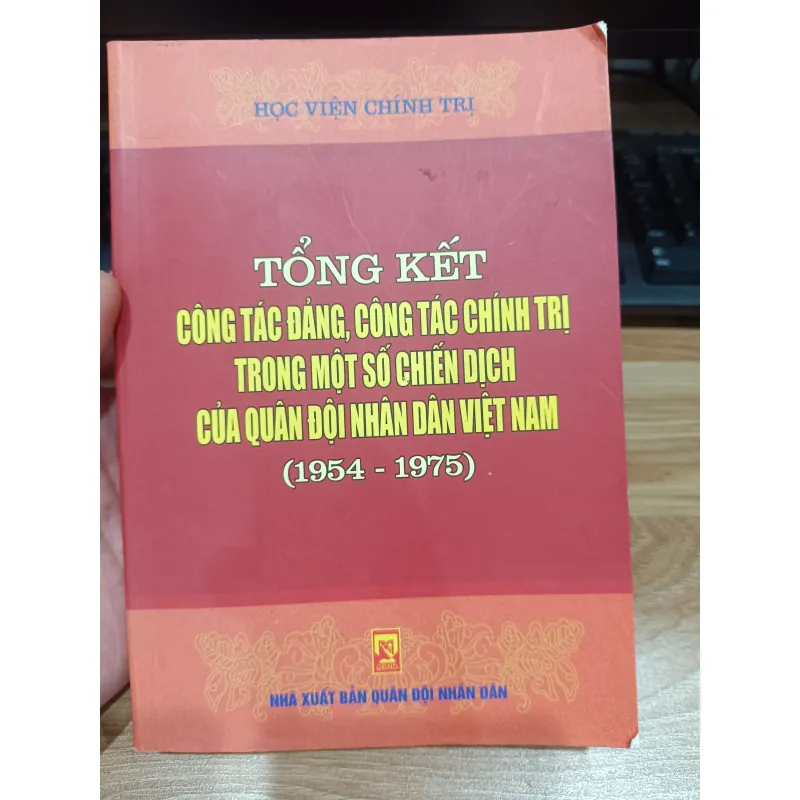 HỌC VIỆN CHÍNH TRỊ
TỔNG KẾT
CÔNG TÁC ĐẢNG, CÔNG TÁC CHÍNH TRỊ
TRONG MỘT SỐ CHIẾN DỊCH
CỦA QUÂN ĐỘI NHÂN DÂN VIỆT NAM
(1954 - 1975)
QĐND
NHÀ XUẤT BẢN QUÂN ĐỘI NHÂN DÂN